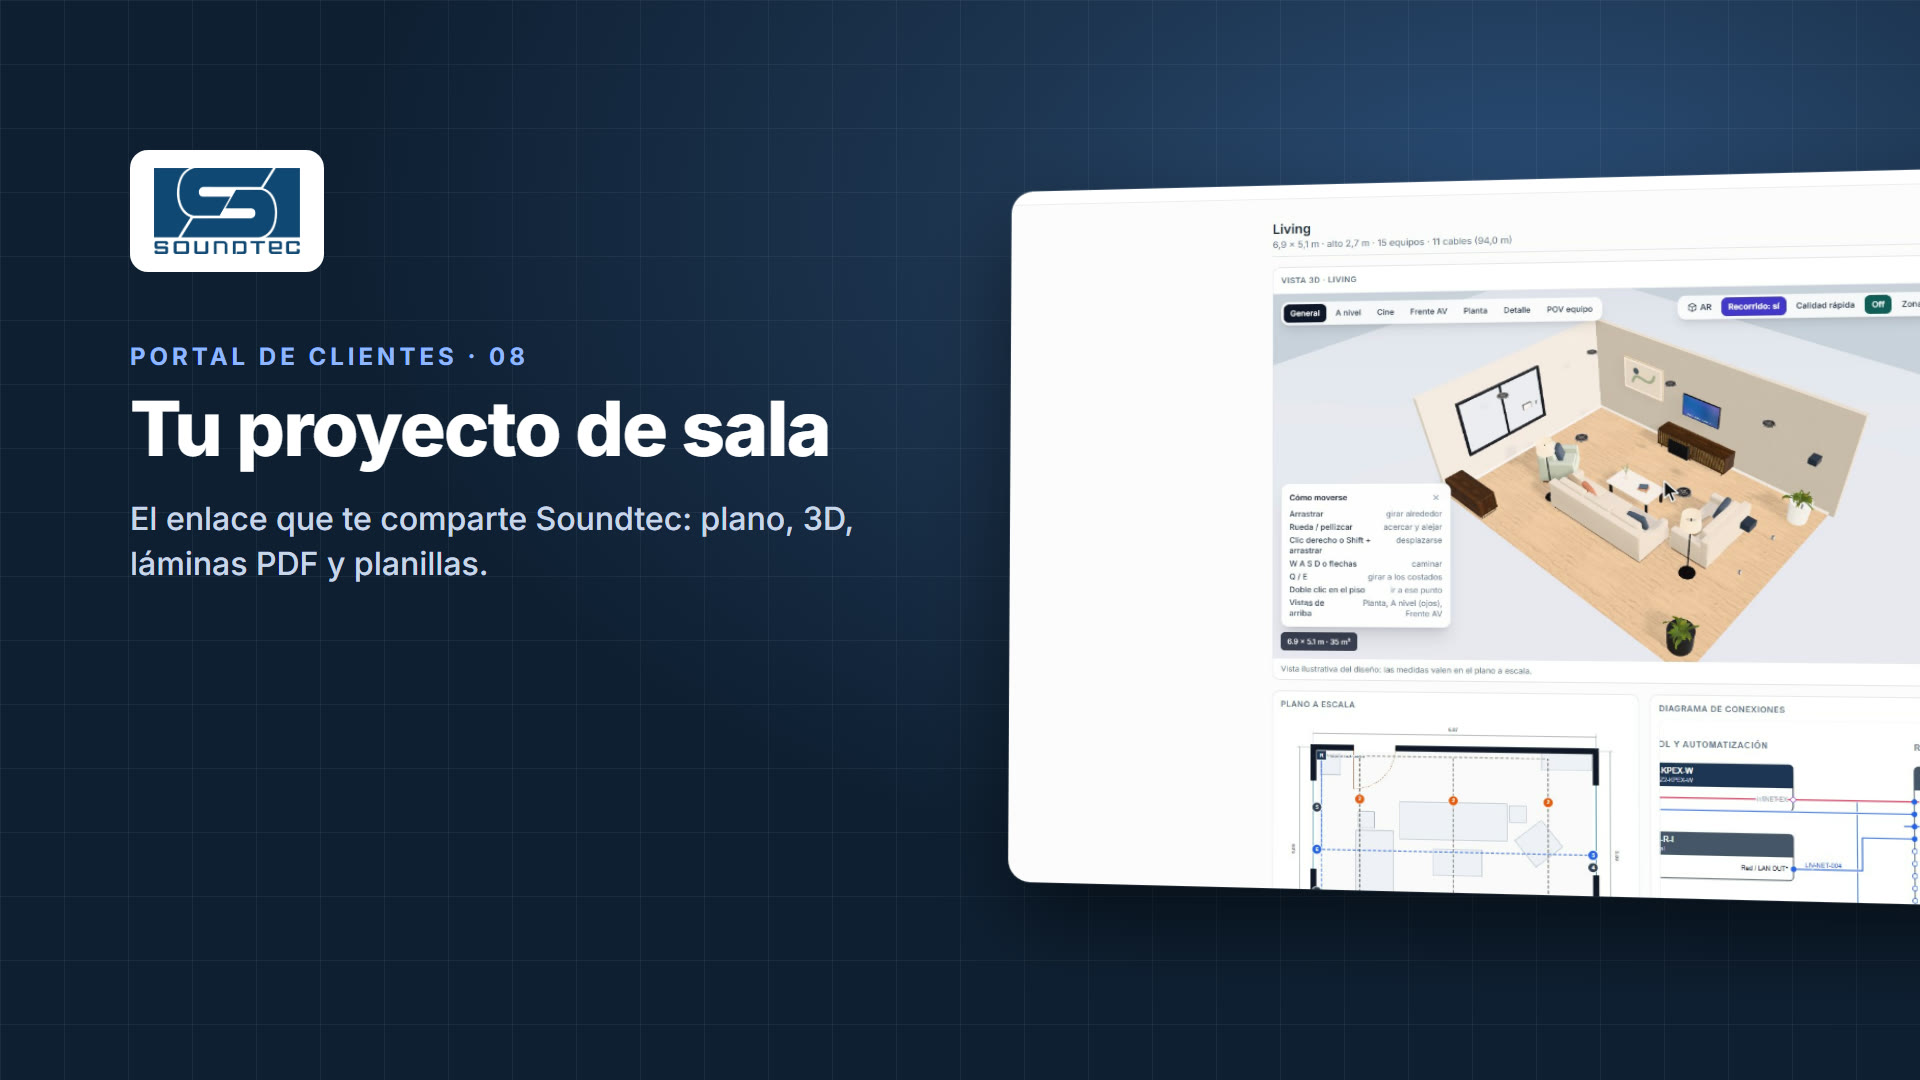 SOUNDTEC
PORTAL DE CLIENTES · 08
Tu proyecto de sala
El enlace que te comparte Soundtec: plano, 3D,
láminas PDF y planillas.
Living
6,9 × 5,1 m · alto 2,7 m · 15 equipos · 11 cables (94,0 m)
VISTA 3D · LIVING
General A nivel Cine Frente AV Planta Detalle POV equipo
AR Recorrido: sí Calidad rápida Off
Cómo moverse ×
Arrastrar girar alrededor
Rueda / pellizcar acercar y alejar
Clic derecho o Shift + desplazarse
arrastrar
W A S D o flechas caminar
Q / E girar a los costados
Doble clic en el piso ir a ese punto
Vistas de Planta, A nivel (ojos),
arriba Frente AV
6,9 × 5,1 m · 35 m²
Vista ilustrativa del diseño: las medidas valen en el plano a escala.
PLANO A ESCALA
DIAGRAMA DE CONEXIONES
OL Y AUTOMATIZACIÓN
KPEX-W
R-I
Red / LAN OUT*
LIV-NET-004